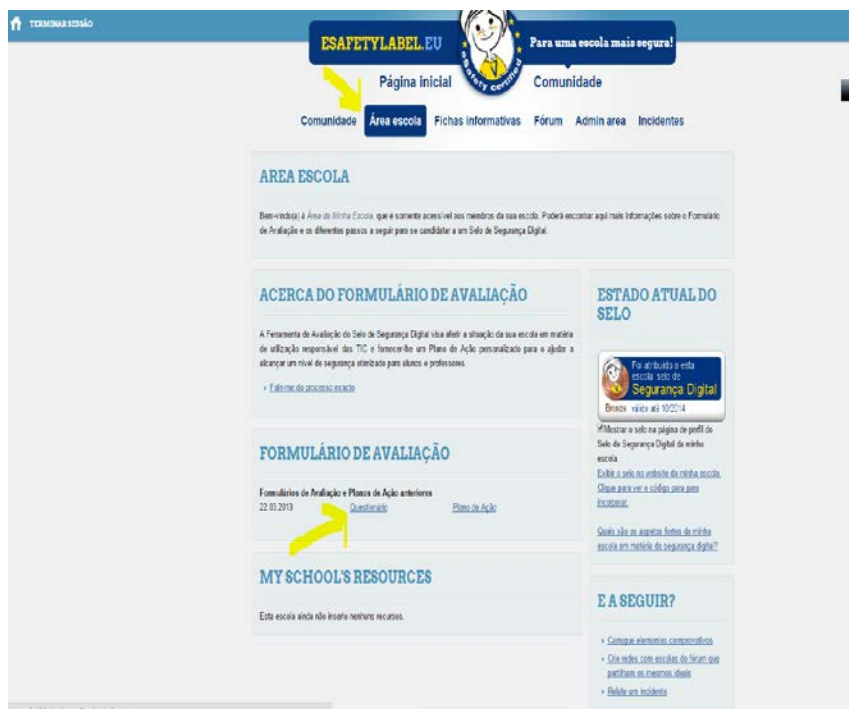 TERMINAR SESSÃO
ESAFETYLABEL.EU
Para uma escola mais segura!
eSafety certified
Página inicial
Comunidade
Comunidade Área escola Fichas informativas Fórum Admin area Incidentes
AREA ESCOLA
Bem-vindo(a) à Área da Minha Escola, que é somente acessível aos membros da sua escola. Poderá encontrar aqui mais informações sobre o Formulário
de Avaliação e os diferentes passos a seguir para se candidatar a um Selo de Segurança Digital.
ACERCA DO FORMULÁRIO DE AVALIAÇÃO
A Ferramenta de Avaliação do Selo de Segurança Digital visa aferir a situação da sua escola em matéria
de utilização responsável das TIC e fornecer-lhe um Plano de Ação personalizado para o ajudar a
alcançar um nível de segurança otimizado para alunos e professores.
Fale-me do processo exacto
FORMULÁRIO DE AVALIAÇÃO
Formulários de Avaliação e Planos de Ação anteriores
22.03.2013 Questionário Plano de Ação
MY SCHOOL'S RESOURCES
Esta escola ainda não inseriu nenhuns recursos.
ESTADO ATUAL DO
SELO
Foi atribuído a esta
escola selo de
Segurança Digital
Bronze válido até 10/2014
Mostrar o selo na página de perfil do
Selo de Segurança Digital da minha
escola.
Exibir o selo no website da minha escola.
Clique para ver o código para para
incorporar.
Quais são os aspetos fortes da minha
escola em matéria de segurança digital?
E A SEGUIR?
Carregue elementos comprovativos
Crie redes com escolas do fórum que
partilham os mesmos ideais
Relate um incidente